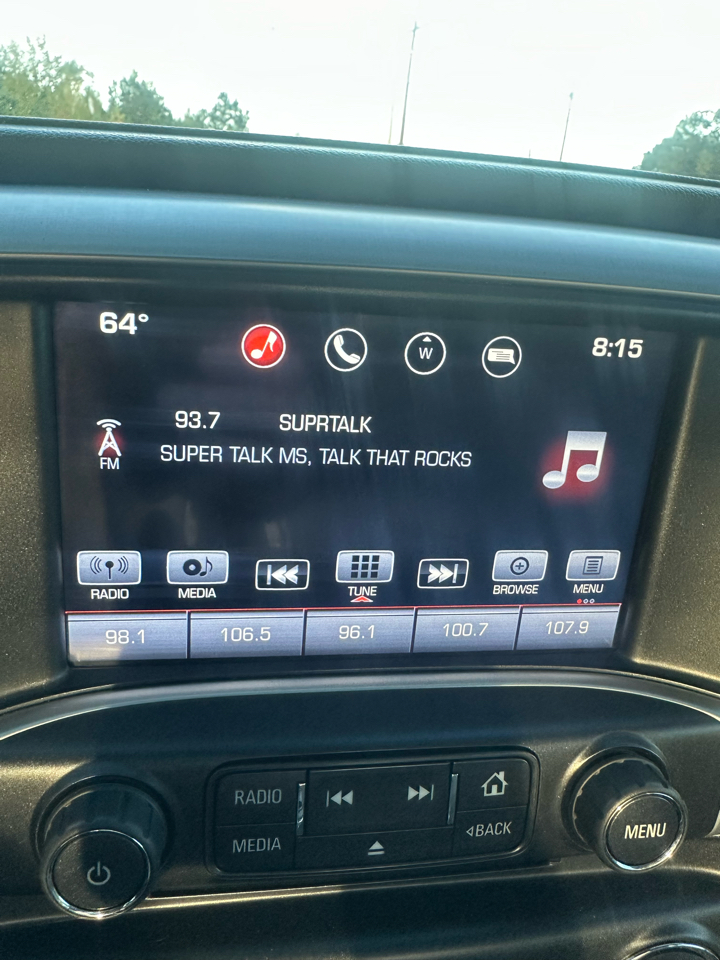 64°
W
8:15
93.7 SUPRTALK
SUPER TALK MS, TALK THAT ROCKS
FM
RADIO MEDIA TUNE BROWSE MENU
98.1 106.5 96.1 100.7 107.9
RADIO
MEDIA
BACK
MENU